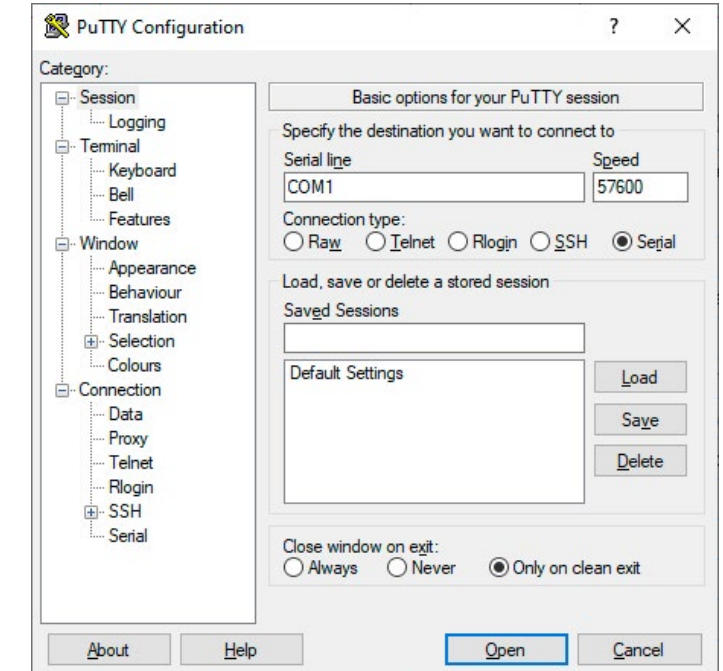 PuTTY Configuration
?
Category:
Session
Logging
Terminal
Keyboard
Bell
Features
Window
Appearance
Behaviour
Translation
Selection
Colours
Connection
Data
Proxy
Telnet
Rlogin
SSH
Serial
Basic options for your PuTTY session
Specify the destination you want to connect to
Serial line Speed
COM1 57600
Connection type:
Raw Telnet Rlogin SSH Serial
Load, save or delete a stored session
Saved Sessions
Default Settings
Load
Save
Delete
Close window on exit:
Always Never Only on clean exit
About Help Open Cancel